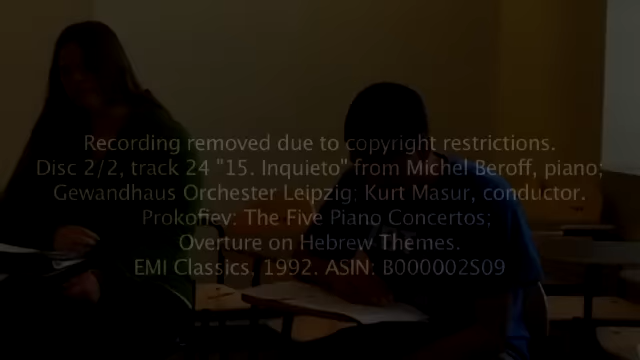 Recording removed due to copyright restrictions.
Disc 2/2, track 24 "15. Inquieto" from Michel Beroff, piano;
Gewandhaus Orchester Leipzig; Kurt Masur, conductor.
Prokofiev: The Five Piano Concertos;
Overture on Hebrew Themes.
EMI Classics, 1992. ASIN: B000002S09